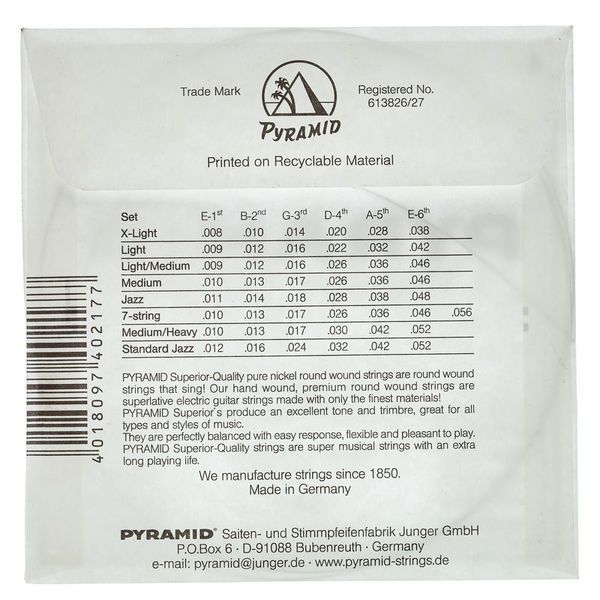 Trade Mark
Registered No.
613826/27
PYRAMID
Printed on Recyclable Material
Set E-1st B-2nd G-3rd D-4th A-5th E-6th
X-Light .008 .010 .014 .020 .028 .038
Light .009 .012 .016 .022 .032 .042
Light/Medium .009 .012 .016 .026 .036 .046
Medium .010 .013 .017 .026 .036 .046
Jazz .011 .014 .018 .028 .038 .048
7-string .010 .013 .017 .026 .036 .046 .056
Medium/Heavy .010 .013 .017 .030 .042 .052
Standard Jazz .012 .016 .024 .032 .042 .052
4 018097 402177
PYRAMID Superior-Quality pure nickel round wound strings are round wound
strings that sing! Our hand wound, premium round wound strings are
superlative electric guitar strings made with only the finest materials!
PYRAMID Superior´s produce an excellent tone and trimbre, great for all
types and styles of music.
They are perfectly balanced with easy response, flexible and pleasant to play.
PYRAMID Superior-Quality strings are super musical strings with an extra
long playing life.
We manufacture strings since 1850.
Made in Germany
PYRAMID® Saiten- und Stimmpfeifenfabrik Junger GmbH
P.O.Box 6 · D-91088 Bubenreuth · Germany
e-mail: pyramid@junger.de · www.pyramid-strings.de